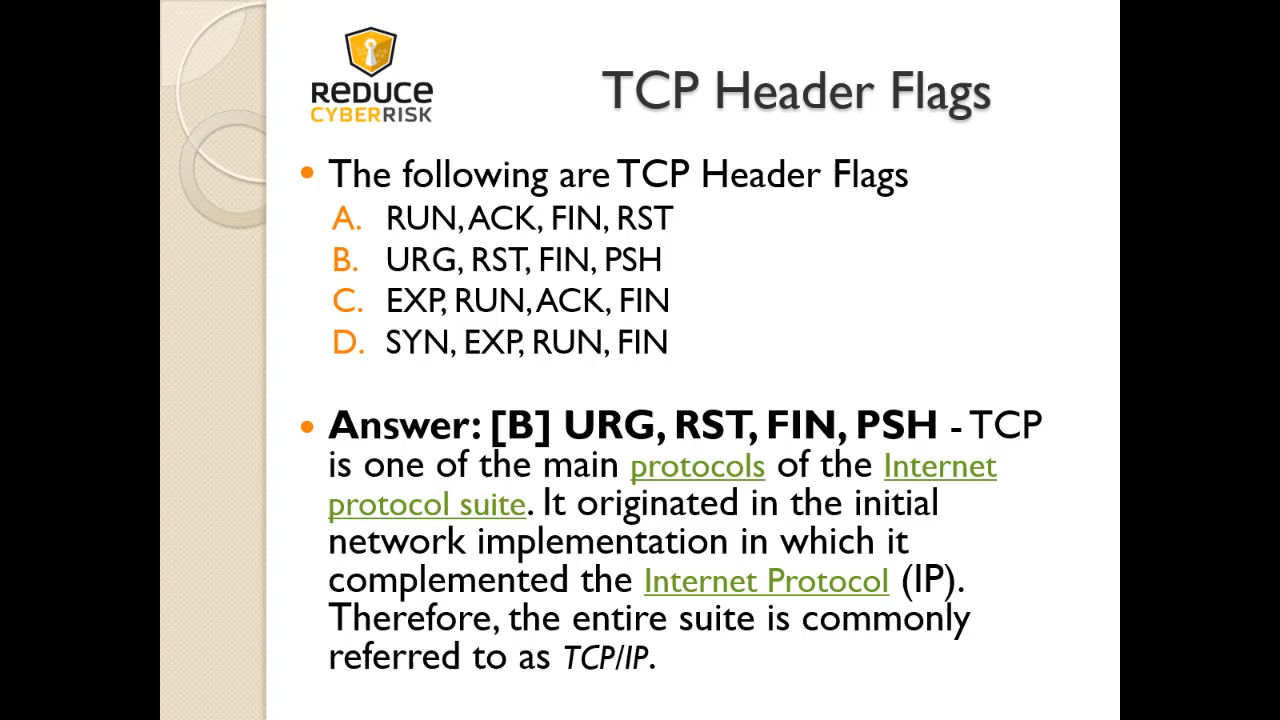 REDUCE
CYBERRISK
TCP Header Flags
• The following are TCP Header Flags
A. RUN, ACK, FIN, RST
B. URG, RST, FIN, PSH
C. EXP, RUN, ACK, FIN
D. SYN, EXP, RUN, FIN
• Answer: [B] URG, RST, FIN, PSH - TCP
is one of the main protocols of the Internet
protocol suite. It originated in the initial
network implementation in which it
complemented the Internet Protocol (IP).
Therefore, the entire suite is commonly
referred to as TCP/IP.